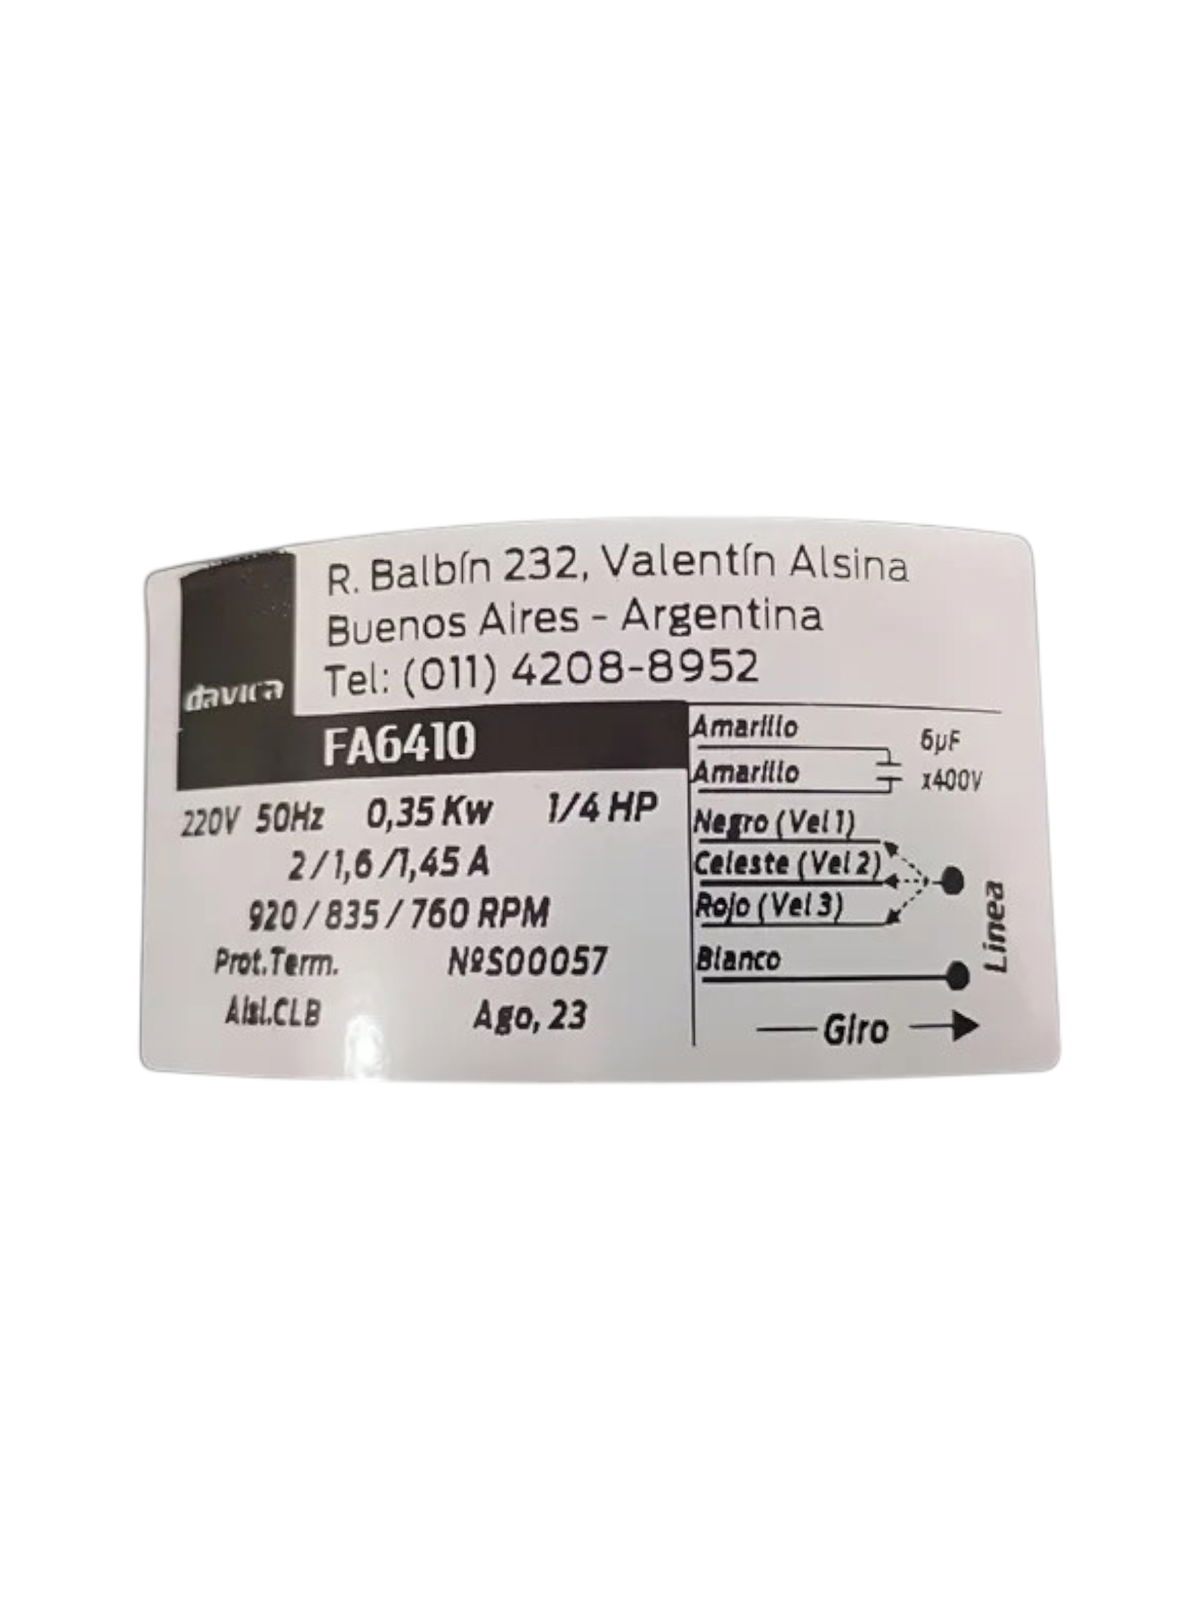 R. Balbín 232, Valentín Alsina
Buenos Aires - Argentina
Tel: (011) 4208-8952
davica
FA6410
220V 50Hz 0,35 Kw 1/4 HP
2/1,6/1,45 A
920/835/760 RPM
Prot.Term. NºS00057
Aisl.CLB Ago, 23
Amarillo
Amarillo
6µF
x400V
Negro (Vel 1)
Celeste (Vel 2)
Rojo (Vel 3)
Blanco
Linea
Giro